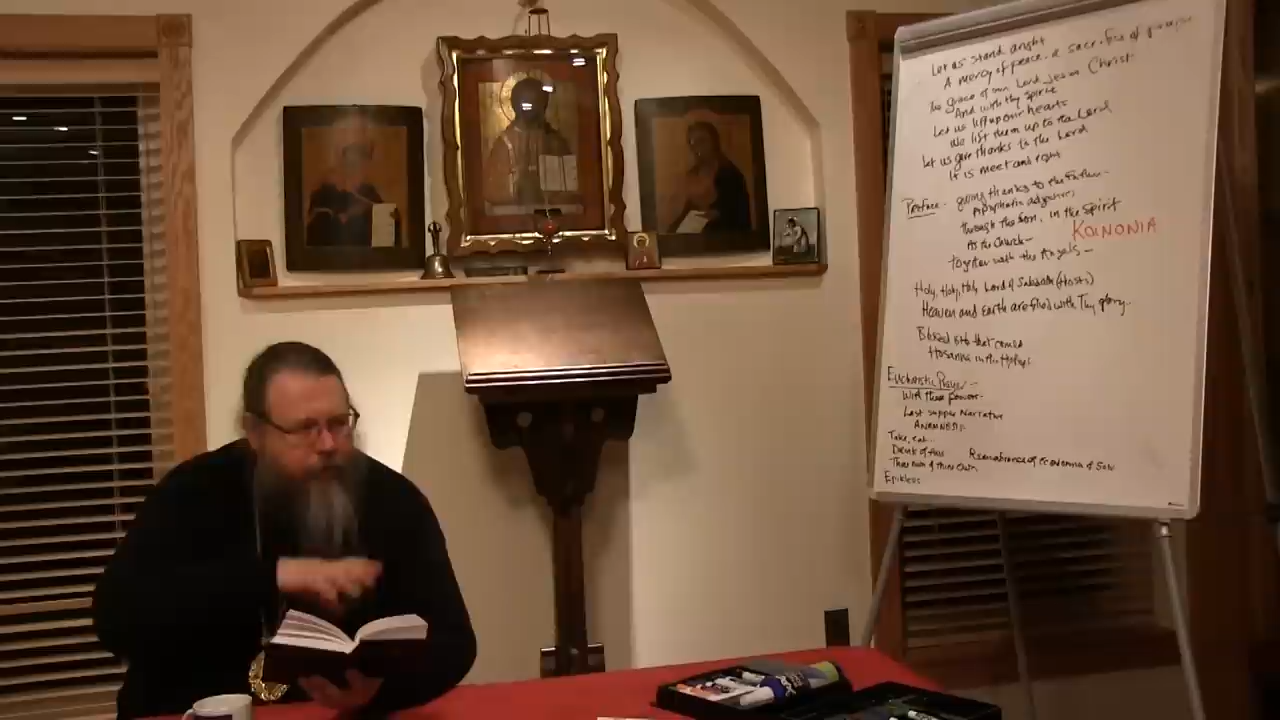 Let us stand aright
A mercy of peace, a sacrifice of praise
The grace of our Lord Jesus Christ
And with thy spirit
Let us lift up our hearts
We lift them up to the Lord
Let us give thanks to the Lord
It is meet and right
Preface - giving thanks to the Father -
Apophatic adjectives
through the Son, in the Spirit
As the Church -
KOINONIA
Together with the Angels -
Holy, Holy, Holy Lord of Sabaoth (Hosts)
Heaven and Earth are filled with Thy glory
Blessed is he that comes
Hosanna in the Highest
Eucharistic Prayer -
With these powers -
Last Supper Narrative
ANAMNESIS
Take, eat...
Drink of this
Remembrance of Economia of Son
Thine own of thine own
Epiklesis